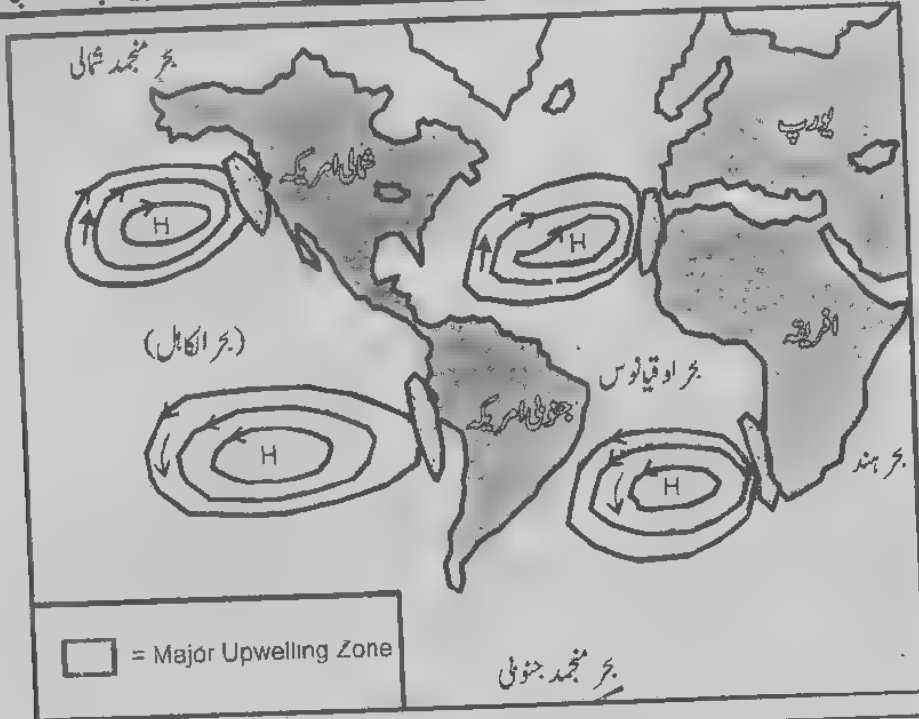 بحر منجمد شمالی
شمالی امریکہ
یورپ
H
H
افریقہ
(بحر الکاہل)
بحر اوقیانوس
جنوبی امریکہ
بحر ہند
H
H
= Major Upwelling Zone
بحر منجمد جنوبی